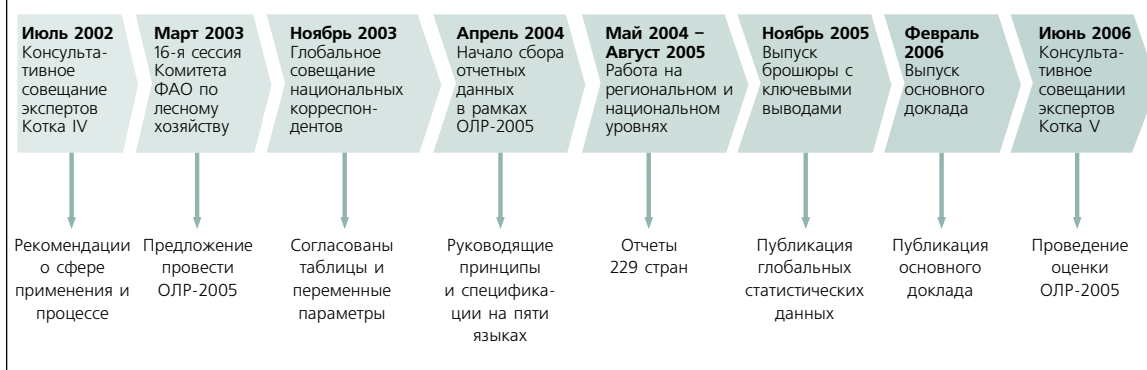 Июль 2002
Консульта-
тивное
совещание
экспертов
Котка IV
Март 2003
16-я сессия
Комитета
ФАО по
лесному
хозяйству
Ноябрь 2003
Глобальное
совещание
национальных
корреспон-
дентов
Апрель 2004
Начало сбора
отчетных
данных
в рамках
ОЛР-2005
Май 2004 –
Август 2005
Работа на
региональном и
национальном
уровнях
Ноябрь 2005
Выпуск
брошюры с
ключевыми
выводами
Февраль
2006
Выпуск
основного
доклада
Июнь 2006
Консульта-
тивное
совещании
экспертов
Котка V
Рекомендации
о сфере
применения и
процессе
Предложение
провести
ОЛР-2005
Согласованы
таблицы и
переменные
параметры
Руководящие
принципы
и специфика-
ции на пяти
языках
Отчеты
229 стран
Публикация
глобальных
статистических
данных
Публикация
основного
доклада
Проведение
оценки
ОЛР-2005